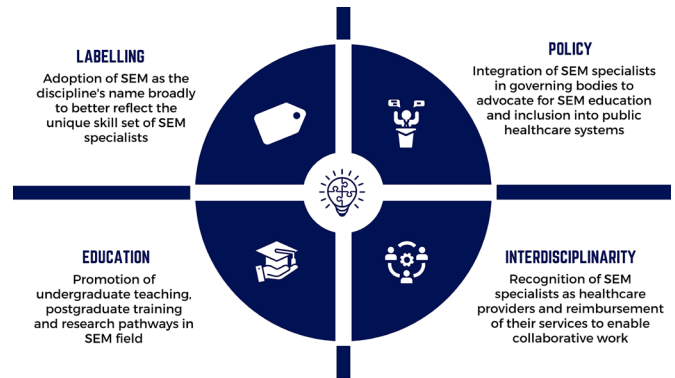 LABELLING
Adoption of SEM as the
discipline's name broadly
to better reflect the
unique skill set of SEM
specialists
POLICY
Integration of SEM specialists
in governing bodies to
advocate for SEM education
and inclusion into public
healthcare systems
EDUCATION
Promotion of
undergraduate teaching,
postgraduate training
and research pathways in
SEM field
INTERDISCIPLINARITY
Recognition of SEM
specialists as healthcare
providers and reimbursement
of their services to enable
collaborative work